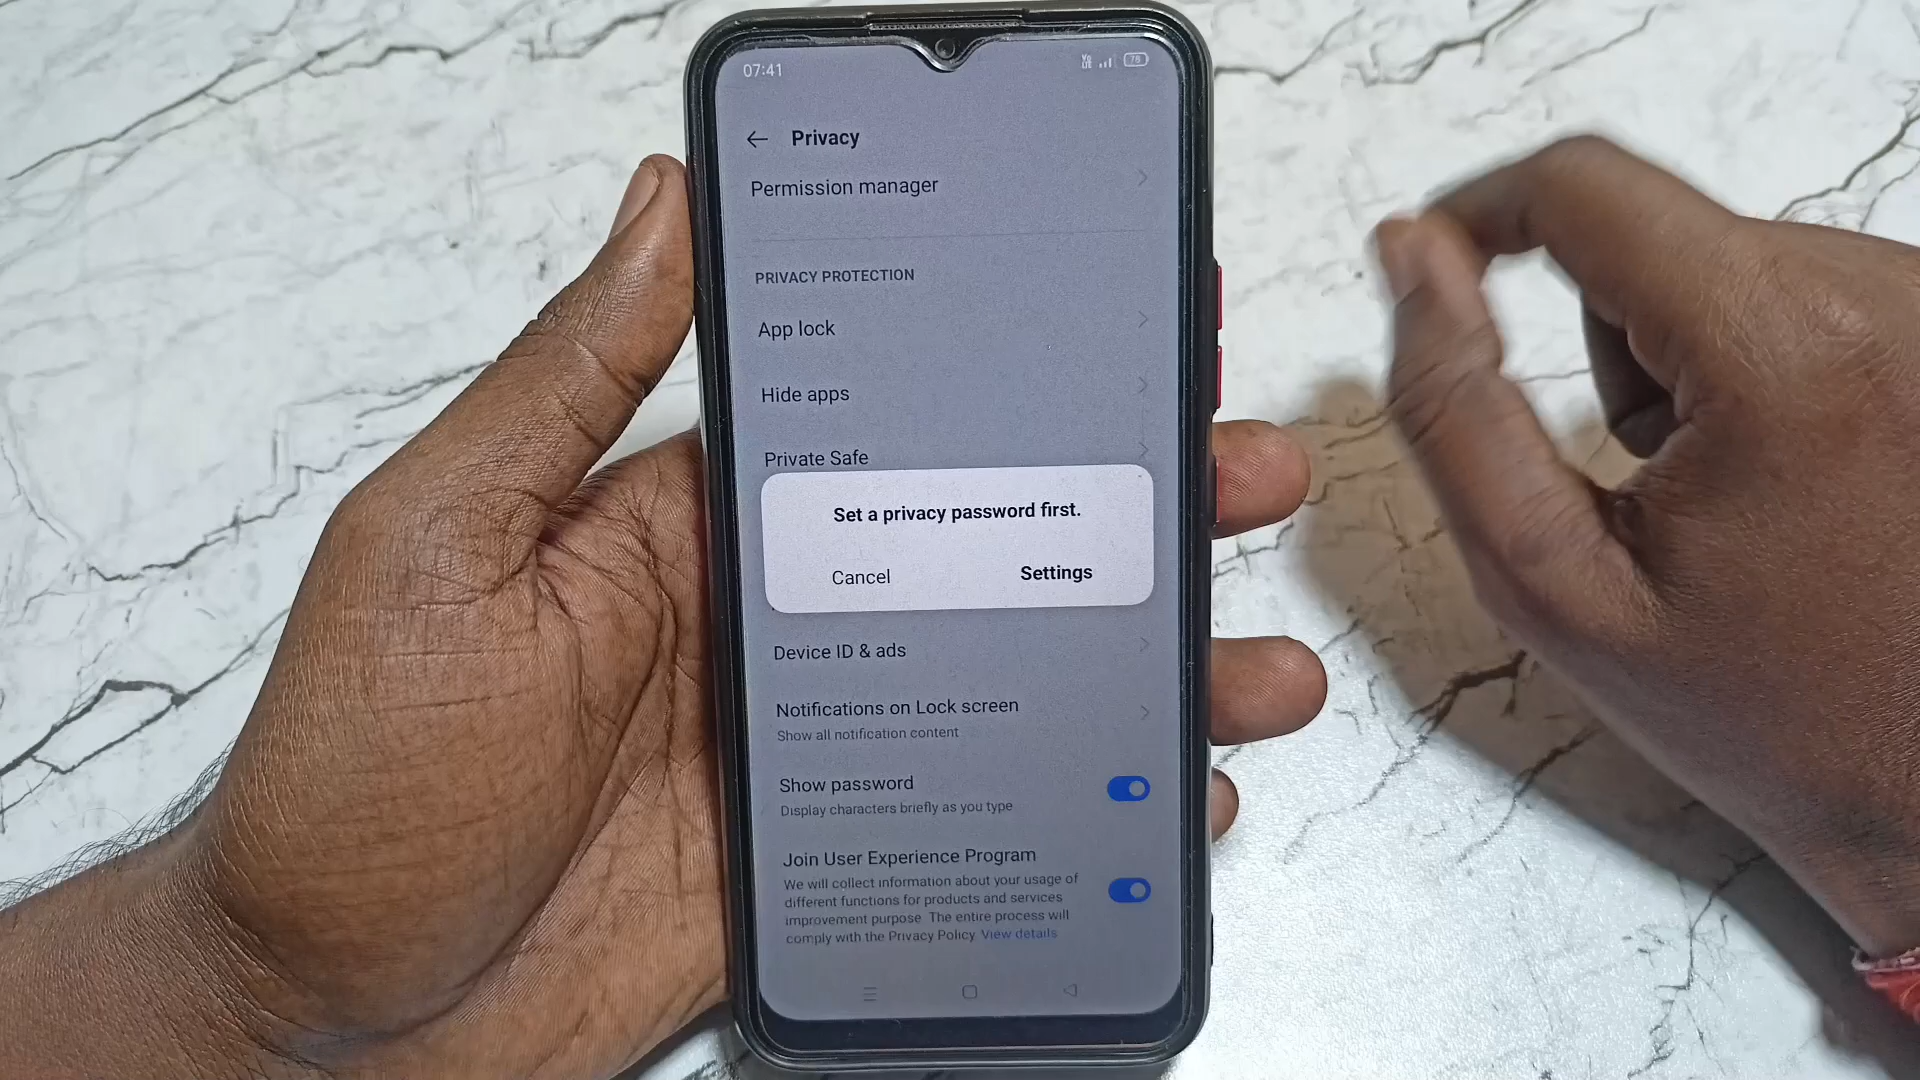 07:41
Vo LTE 78
Privacy
Permission manager
PRIVACY PROTECTION
App lock
Hide apps
Private Safe
Set a privacy password first.
Cancel Settings
Device ID & ads
Notifications on Lock screen
Show all notification content
Show password
Display characters briefly as you type
Join User Experience Program
We will collect information about your usage of
different functions for products and services
improvement purpose. The entire process will
comply with the Privacy Policy. View details